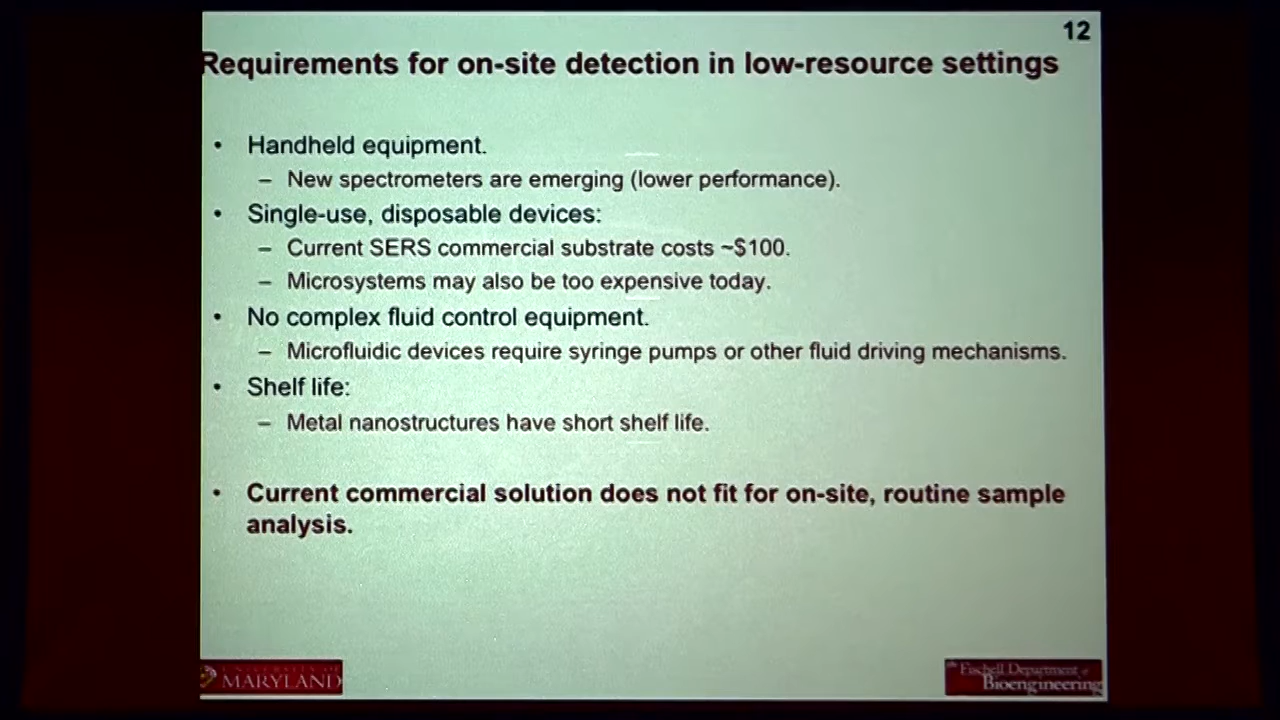 12
Requirements for on-site detection in low-resource settings
• Handheld equipment.
– New spectrometers are emerging (lower performance).
• Single-use, disposable devices:
– Current SERS commercial substrate costs ~$100.
– Microsystems may also be too expensive today.
• No complex fluid control equipment.
– Microfluidic devices require syringe pumps or other fluid driving mechanisms.
• Shelf life:
– Metal nanostructures have short shelf life.
• Current commercial solution does not fit for on-site, routine sample
analysis.
UNIVERSITY OF
MARYLAND
Fischell Department of
Bioengineering